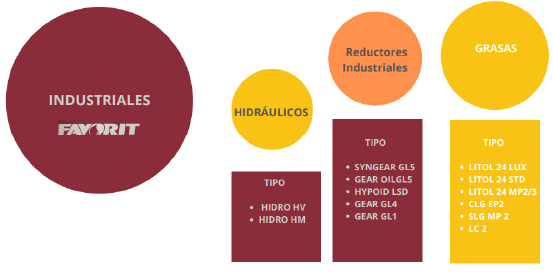 INDUSTRIALES
FAVORIT
HIDRÁULICOS
TIPO
• HIDRO HV
• HIDRO HM
Reductores
Industriales
TIPO
• SYNGEAR GL5
• GEAR OILGL5
• HYPOID LSD
• GEAR GL4
• GEAR GL1
GRASAS
TIPO
• LITOL 24 LUX
• LITOL 24 STD
• LITOL 24 MP2/3
• CLG EP2
• SLG MP 2
• LC 2